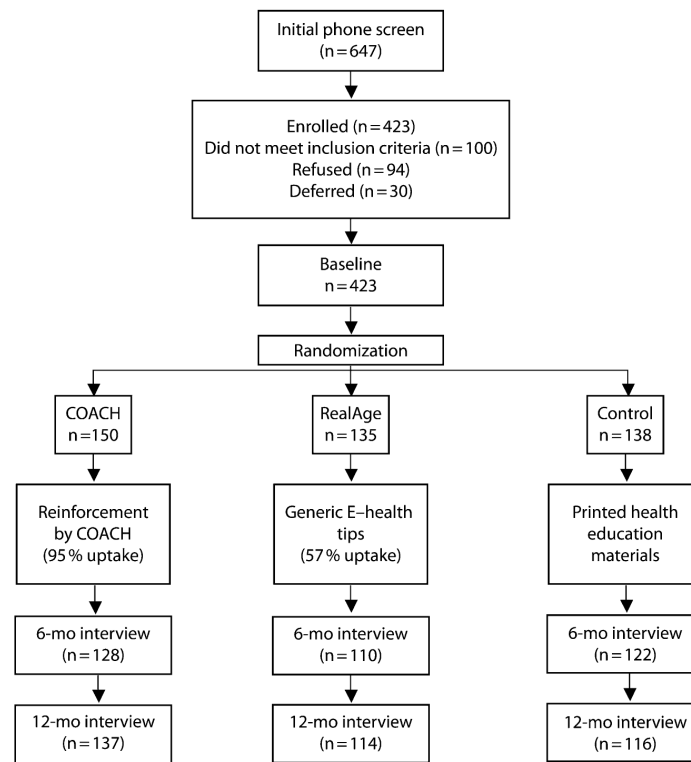 Initial phone screen
(n=647)
Enrolled (n=423)
Did not meet inclusion criteria (n=100)
Refused (n=94)
Deferred (n=30)
Baseline
n=423
Randomization
COACH
n=150
RealAge
n=135
Control
n=138
Reinforcement
by COACH
(95% uptake)
Generic E–health
tips
(57% uptake)
Printed health
education
materials
6-mo interview
(n=128)
6-mo interview
(n=110)
6-mo interview
(n=122)
12-mo interview
(n=137)
12-mo interview
(n=114)
12-mo interview
(n=116)